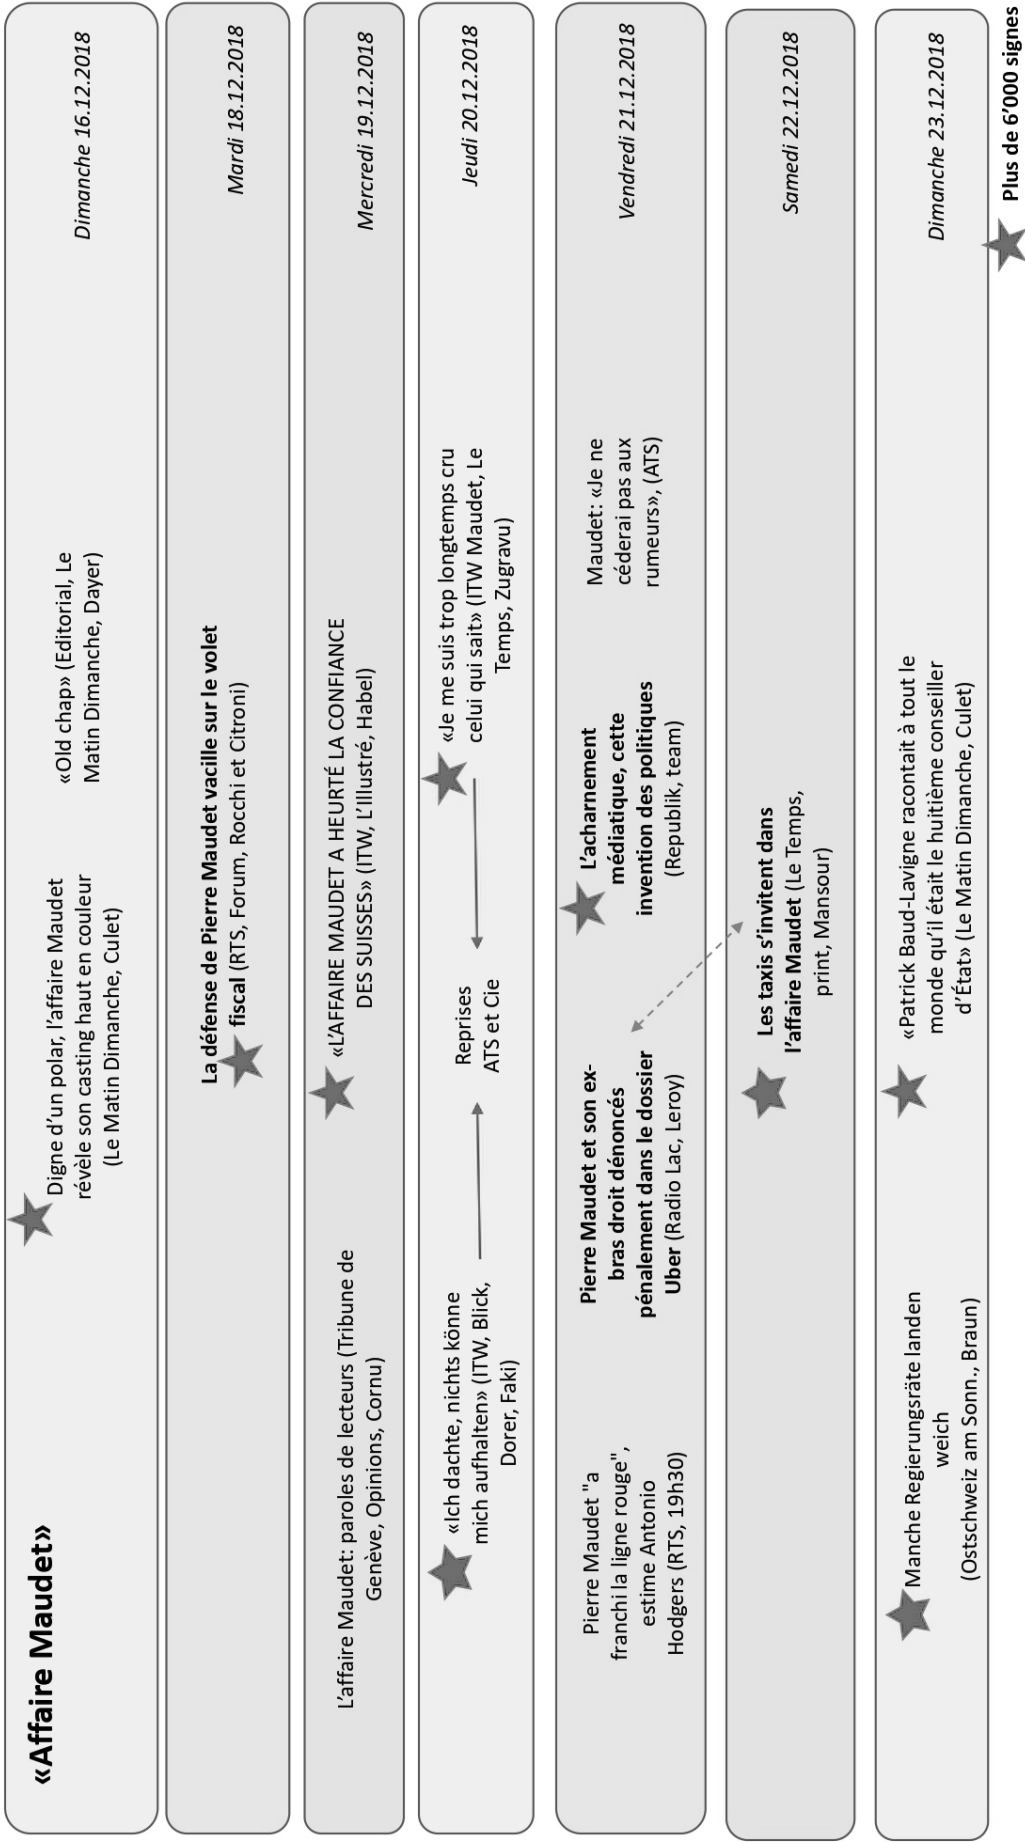 «Affaire Maudet»
Digne d'un polar, l'affaire Maudet
révèle son casting haut en couleur
(Le Matin Dimanche, Culet)
«Old chap» (Editorial, Le
Matin Dimanche, Dayer)
Dimanche 16.12.2018
La défense de Pierre Maudet vacille sur le volet
fiscal (RTS, Forum, Rocchi et Citroni)
Mardi 18.12.2018
L'affaire Maudet: paroles de lecteurs (Tribune de
Genève, Opinions, Cornu)
«L'AFFAIRE MAUDET A HEURTÉ LA CONFIANCE
DES SUISSES» (ITW, L'Illustré, Habel)
Mercredi 19.12.2018
«Ich dachte, nichts könne
mich aufhalten» (ITW, Blick,
Dorer, Faki)
Reprises
ATS et Cie
«Je me suis trop longtemps cru
celui qui sait» (ITW Maudet, Le
Temps, Zugravu)
Jeudi 20.12.2018
Pierre Maudet "a
franchi la ligne rouge",
estime Antonio
Hodgers (RTS, 19h30)
Pierre Maudet et son ex-
bras droit dénoncés
pénalement dans le dossier
Uber (Radio Lac, Leroy)
L'acharnement
médiatique, cette
invention des politiques
(Republik, team)
Maudet: «Je ne
céderai pas aux
rumeurs», (ATS)
Vendredi 21.12.2018
Les taxis s'invitent dans
l'affaire Maudet (Le Temps,
print, Mansour)
Samedi 22.12.2018
Manche Regierungsräte landen
weich
(Ostschweiz am Sonn., Braun)
«Patrick Baud-Lavigne racontait à tout le
monde qu'il était le huitième conseiller
d'État» (Le Matin Dimanche, Culet)
Dimanche 23.12.2018
Plus de 6'000 signes